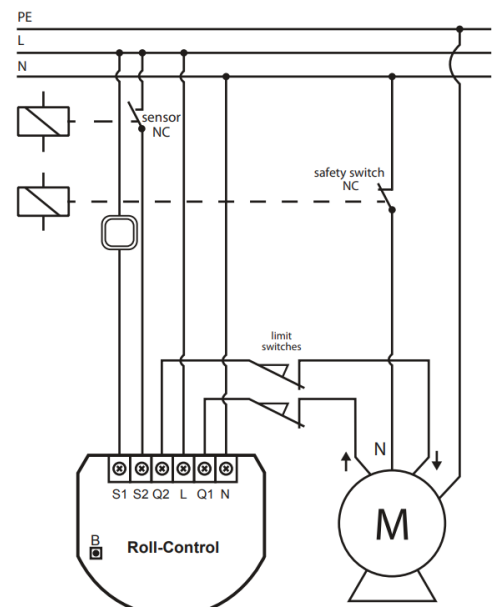 PE
L
N
sensor
NC
safety switch
NC
limit
switches
N
S1 S2 Q2 L Q1 N
M
B
Roll-Control